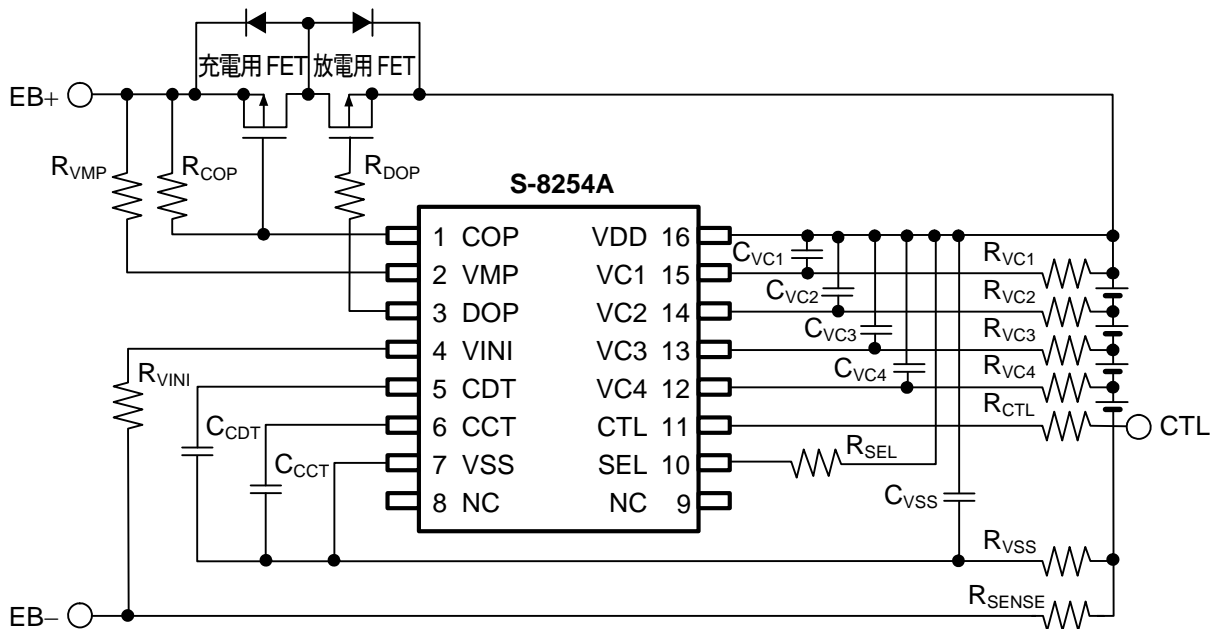 充電用 FET 放電用 FET
EB+
RVMP
RCOP
RDOP
S-8254A
1 COP VDD 16
2 VMP VC1 15
3 DOP VC2 14
4 VINI VC3 13
5 CDT VC4 12
6 CCT CTL 11
7 VSS SEL 10
8 NC NC 9
RVINI
CCDT
CCCT
CVC1
CVC2
CVC3
CVC4
RVC1
RVC2
RVC3
RVC4
RCTL
CTL
RSEL
CVSS
RVSS
RSENSE
EB−